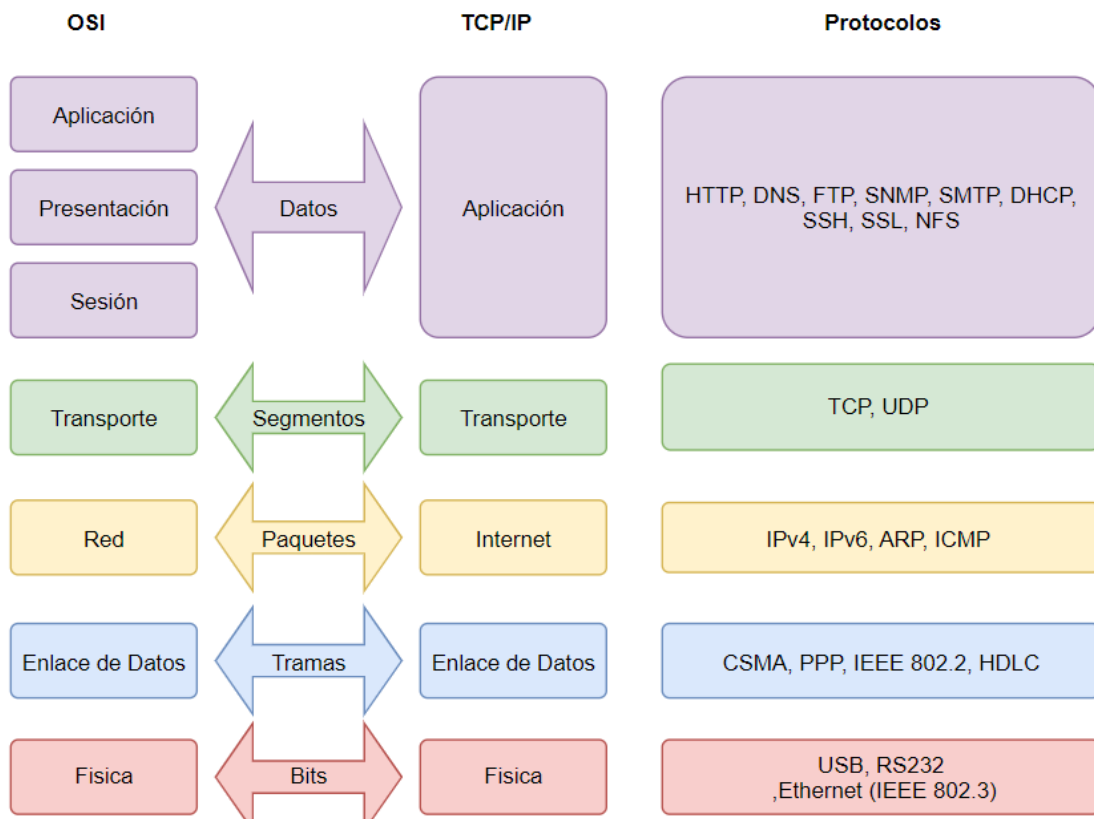 OSI
TCP/IP
Protocolos
Aplicación
Presentación
Sesión
Datos
Aplicación
HTTP, DNS, FTP, SNMP, SMTP, DHCP,
SSH, SSL, NFS
Transporte
Segmentos
Transporte
TCP, UDP
Red
Paquetes
Internet
IPv4, IPv6, ARP, ICMP
Enlace de Datos
Tramas
Enlace de Datos
CSMA, PPP, IEEE 802.2, HDLC
Fisica
Bits
Fisica
USB, RS232
,Ethernet (IEEE 802.3)